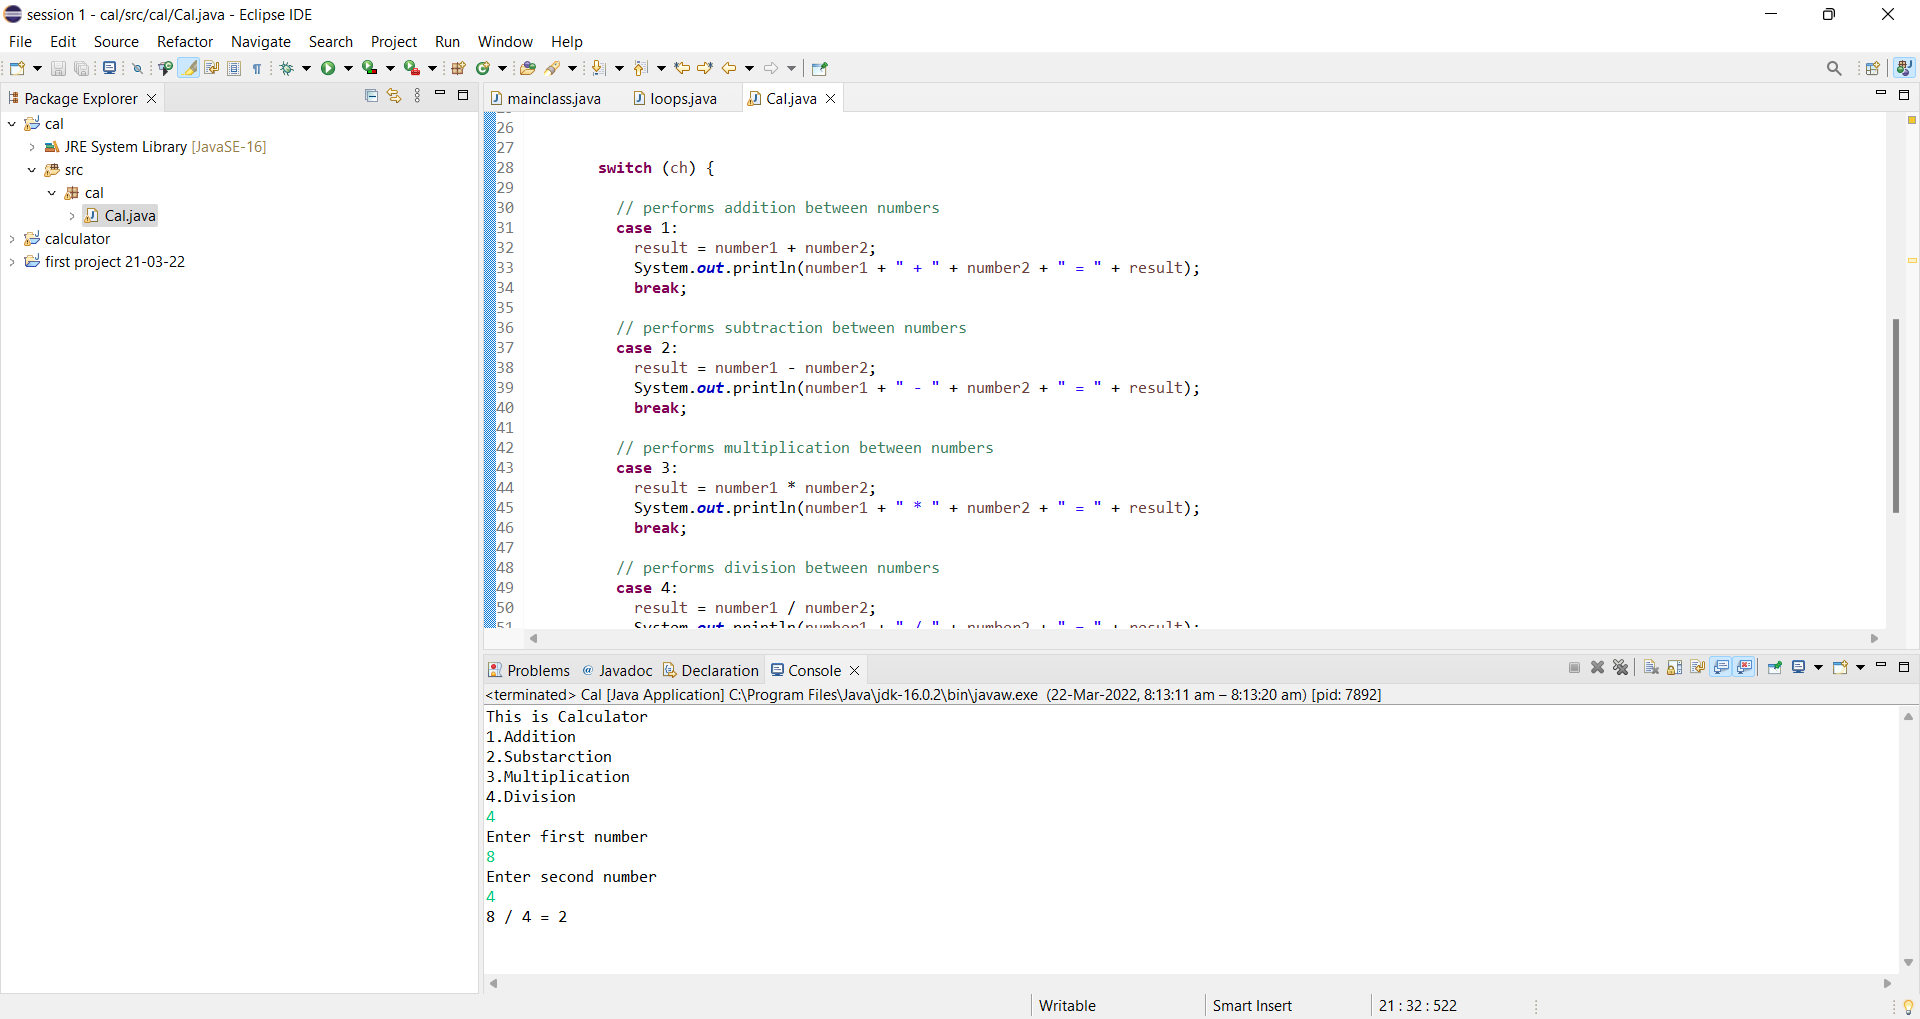 session 1 - cal/src/cal/Cal.java - Eclipse IDE
File Edit Source Refactor Navigate Search Project Run Window Help
Package Explorer
mainclass.java loops.java Cal.java
cal
JRE System Library [JavaSE-16]
src
cal
Cal.java
calculator
first project 21-03-22
26
27
28 switch (ch) {
29
30 // performs addition between numbers
31 case 1:
32 result = number1 + number2;
33 System.out.println(number1 + " + " + number2 + " = " + result);
34 break;
35
36 // performs subtraction between numbers
37 case 2:
38 result = number1 - number2;
39 System.out.println(number1 + " - " + number2 + " = " + result);
40 break;
41
42 // performs multiplication between numbers
43 case 3:
44 result = number1 * number2;
45 System.out.println(number1 + " * " + number2 + " = " + result);
46 break;
47
48 // performs division between numbers
49 case 4:
50 result = number1 / number2;
51 System.out.println(number1 + " / " + number2 + " = " + result);
Problems @ Javadoc Declaration Console
<terminated> Cal [Java Application] C:\Program Files\Java\jdk-16.0.2\bin\javaw.exe (22-Mar-2022, 8:13:11 am – 8:13:20 am) [pid: 7892]
This is Calculator
1.Addition
2.Substarction
3.Multiplication
4.Division
4
Enter first number
8
Enter second number
4
8 / 4 = 2
Writable Smart Insert 21 : 32 : 522